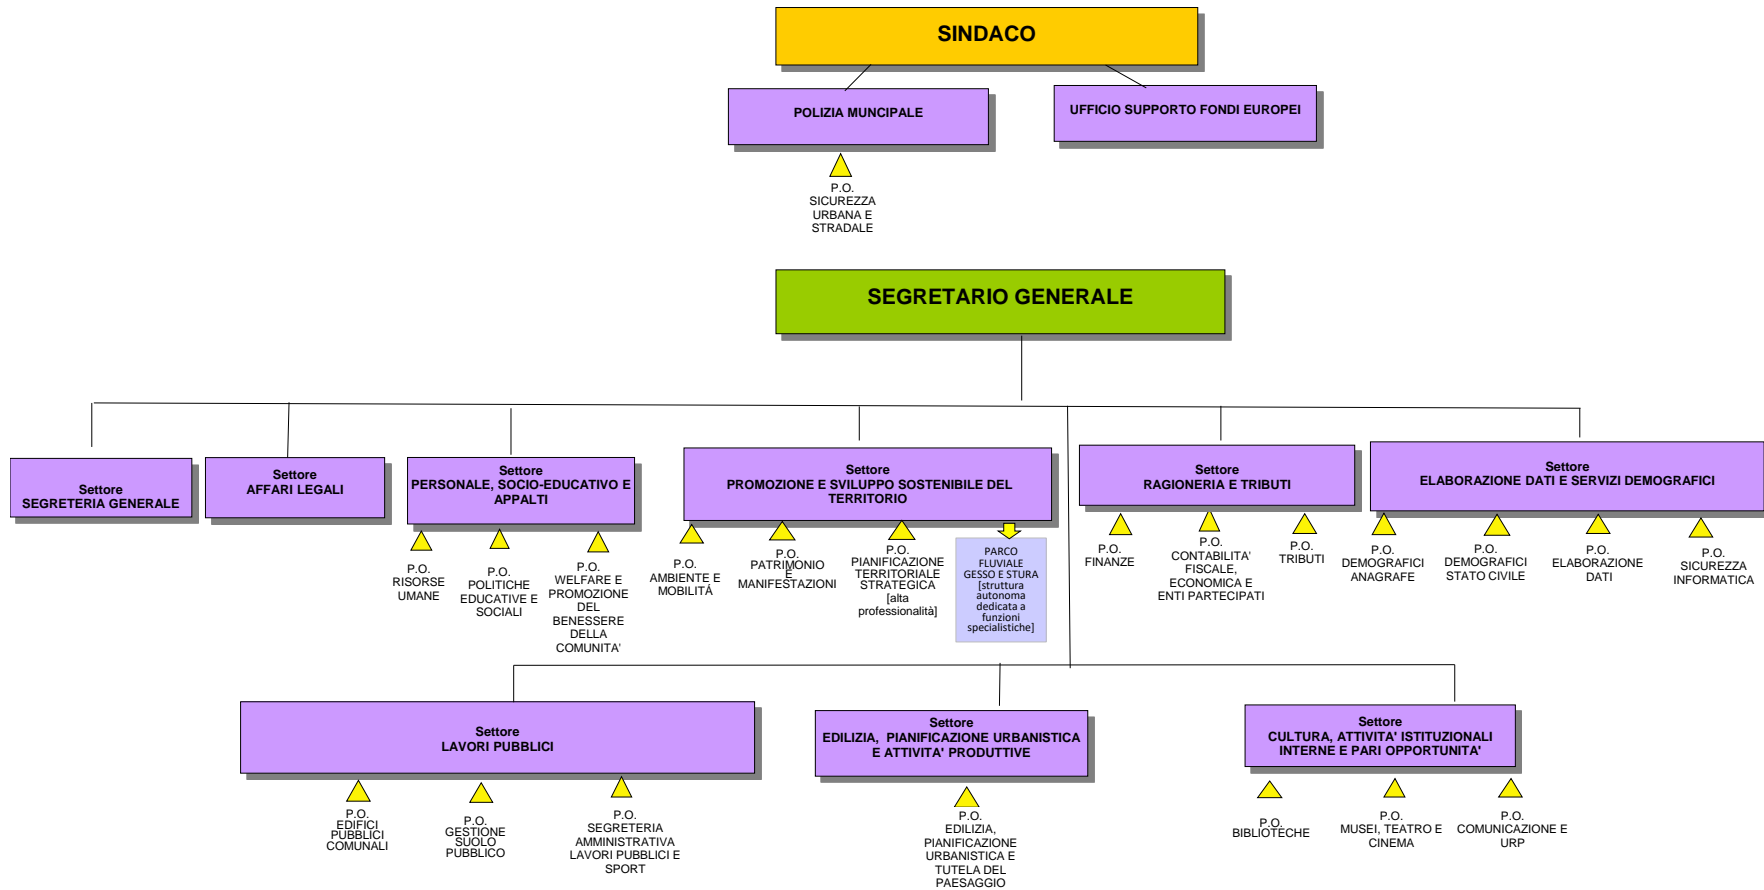 SINDACO
POLIZIA MUNCIPALE
UFFICIO SUPPORTO FONDI EUROPEI
P.O.
SICUREZZA
URBANA E
STRADALE
SEGRETARIO GENERALE
Settore
SEGRETERIA GENERALE
Settore
AFFARI LEGALI
Settore
PERSONALE, SOCIO-EDUCATIVO E
APPALTI
Settore
PROMOZIONE E SVILUPPO SOSTENIBILE DEL
TERRITORIO
Settore
RAGIONERIA E TRIBUTI
Settore
ELABORAZIONE DATI E SERVIZI DEMOGRAFICI
P.O.
RISORSE
UMANE
P.O.
POLITICHE
EDUCATIVE E
SOCIALI
P.O.
WELFARE E
PROMOZIONE
DEL
BENESSERE
DELLA
COMUNITA'
P.O.
AMBIENTE E
MOBILITÁ
P.O.
PATRIMONIO
E
MANIFESTAZIONI
P.O.
PIANIFICAZIONE
TERRITORIALE
STRATEGICA
[alta
professionalità]
PARCO
FLUVIALE
GESSO E STURA
[struttura
autonoma
dedicata a
funzioni
specialistiche]
P.O.
FINANZE
P.O.
CONTABILITA'
FISCALE,
ECONOMICA E
ENTI PARTECIPATI
P.O.
TRIBUTI
P.O.
DEMOGRAFICI
ANAGRAFE
P.O.
DEMOGRAFICI
STATO CIVILE
P.O.
ELABORAZIONE
DATI
P.O.
SICUREZZA
INFORMATICA
Settore
LAVORI PUBBLICI
Settore
EDILIZIA, PIANIFICAZIONE URBANISTICA
E ATTIVITA' PRODUTTIVE
Settore
CULTURA, ATTIVITA' ISTITUZIONALI
INTERNE E PARI OPPORTUNITA'
P.O.
EDIFICI
PUBBLICI
COMUNALI
P.O.
GESTIONE
SUOLO
PUBBLICO
P.O.
SEGRETERIA
AMMINISTRATIVA
LAVORI PUBBLICI E
SPORT
P.O.
EDILIZIA,
PIANIFICAZIONE
URBANISTICA E
TUTELA DEL
PAESAGGIO
P.O.
BIBLIOTECHE
P.O.
MUSEI, TEATRO E
CINEMA
P.O.
COMUNICAZIONE E
URP